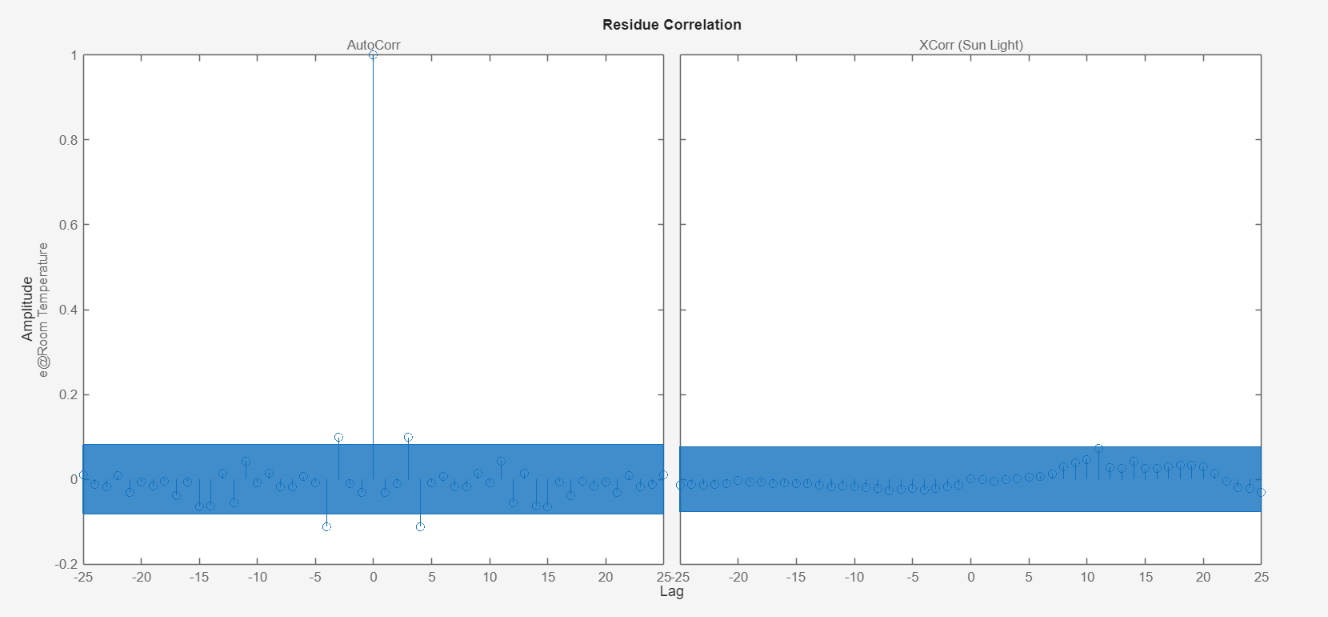 Residue Correlation
AutoCorr
XCorr (Sun Light)
Amplitude
e@Room Temperature
1
0.8
0.6
0.4
0.2
0
-0.2
-25 -20 -15 -10 -5 0 5 10 15 20 25
-25 -20 -15 -10 -5 0 5 10 15 20 25
Lag